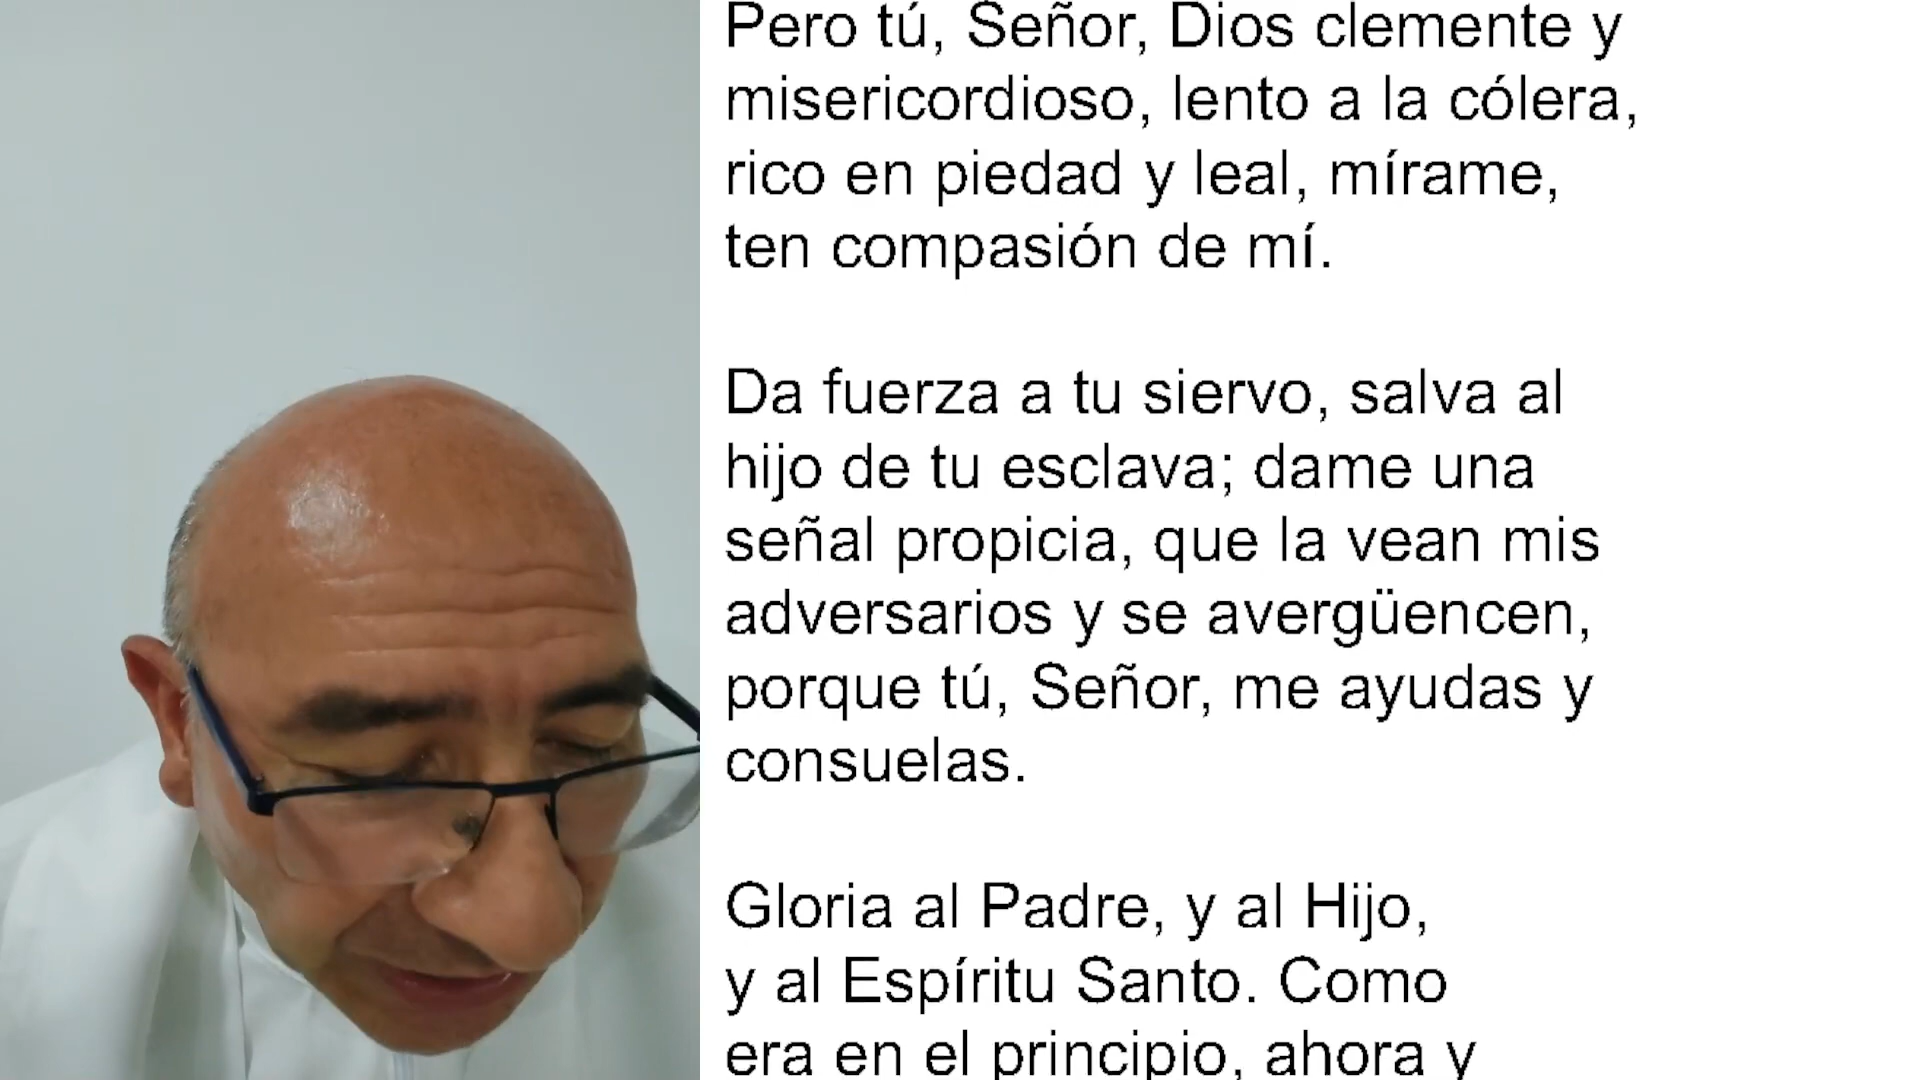 Pero tú, Señor, Dios clemente y
misericordioso, lento a la cólera,
rico en piedad y leal, mírame,
ten compasión de mí.
Da fuerza a tu siervo, salva al
hijo de tu esclava; dame una
señal propicia, que la vean mis
adversarios y se avergüencen,
porque tú, Señor, me ayudas y
consuelas.
Gloria al Padre, y al Hijo,
y al Espíritu Santo. Como
era en el principio, ahora y